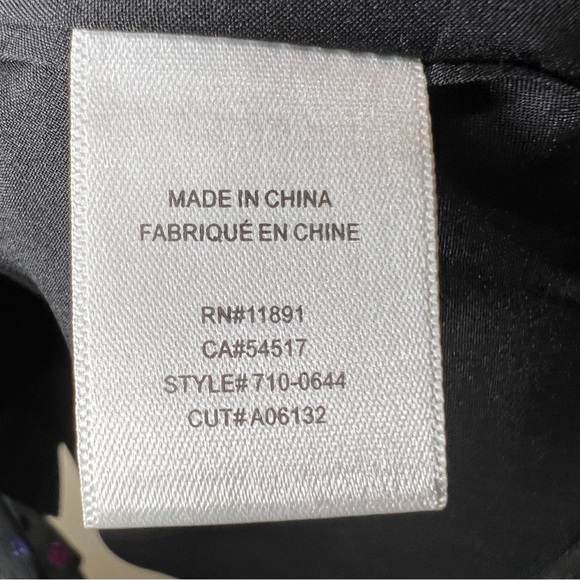 MADE IN CHINA
FABRIQUÉ EN CHINE
RN#11891
CA#54517
STYLE# 710-0644
CUT# A06132